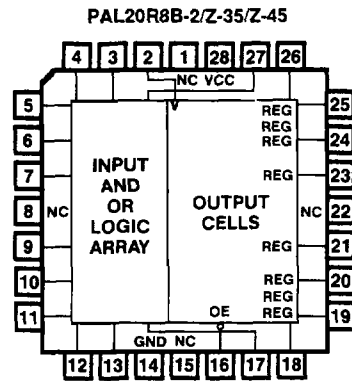 PAL20R8B-2/Z-35/Z-45
4 3 2 1 28 27 26
NC VCC
5 REG 25
REG
6 REG 24
7 INPUT AND OR LOGIC ARRAY OUTPUT CELLS REG 23
8 NC NC 22
9 REG 21
10 REG 20
REG
11 OE REG 19
GND NC
12 13 14 15 16 17 18